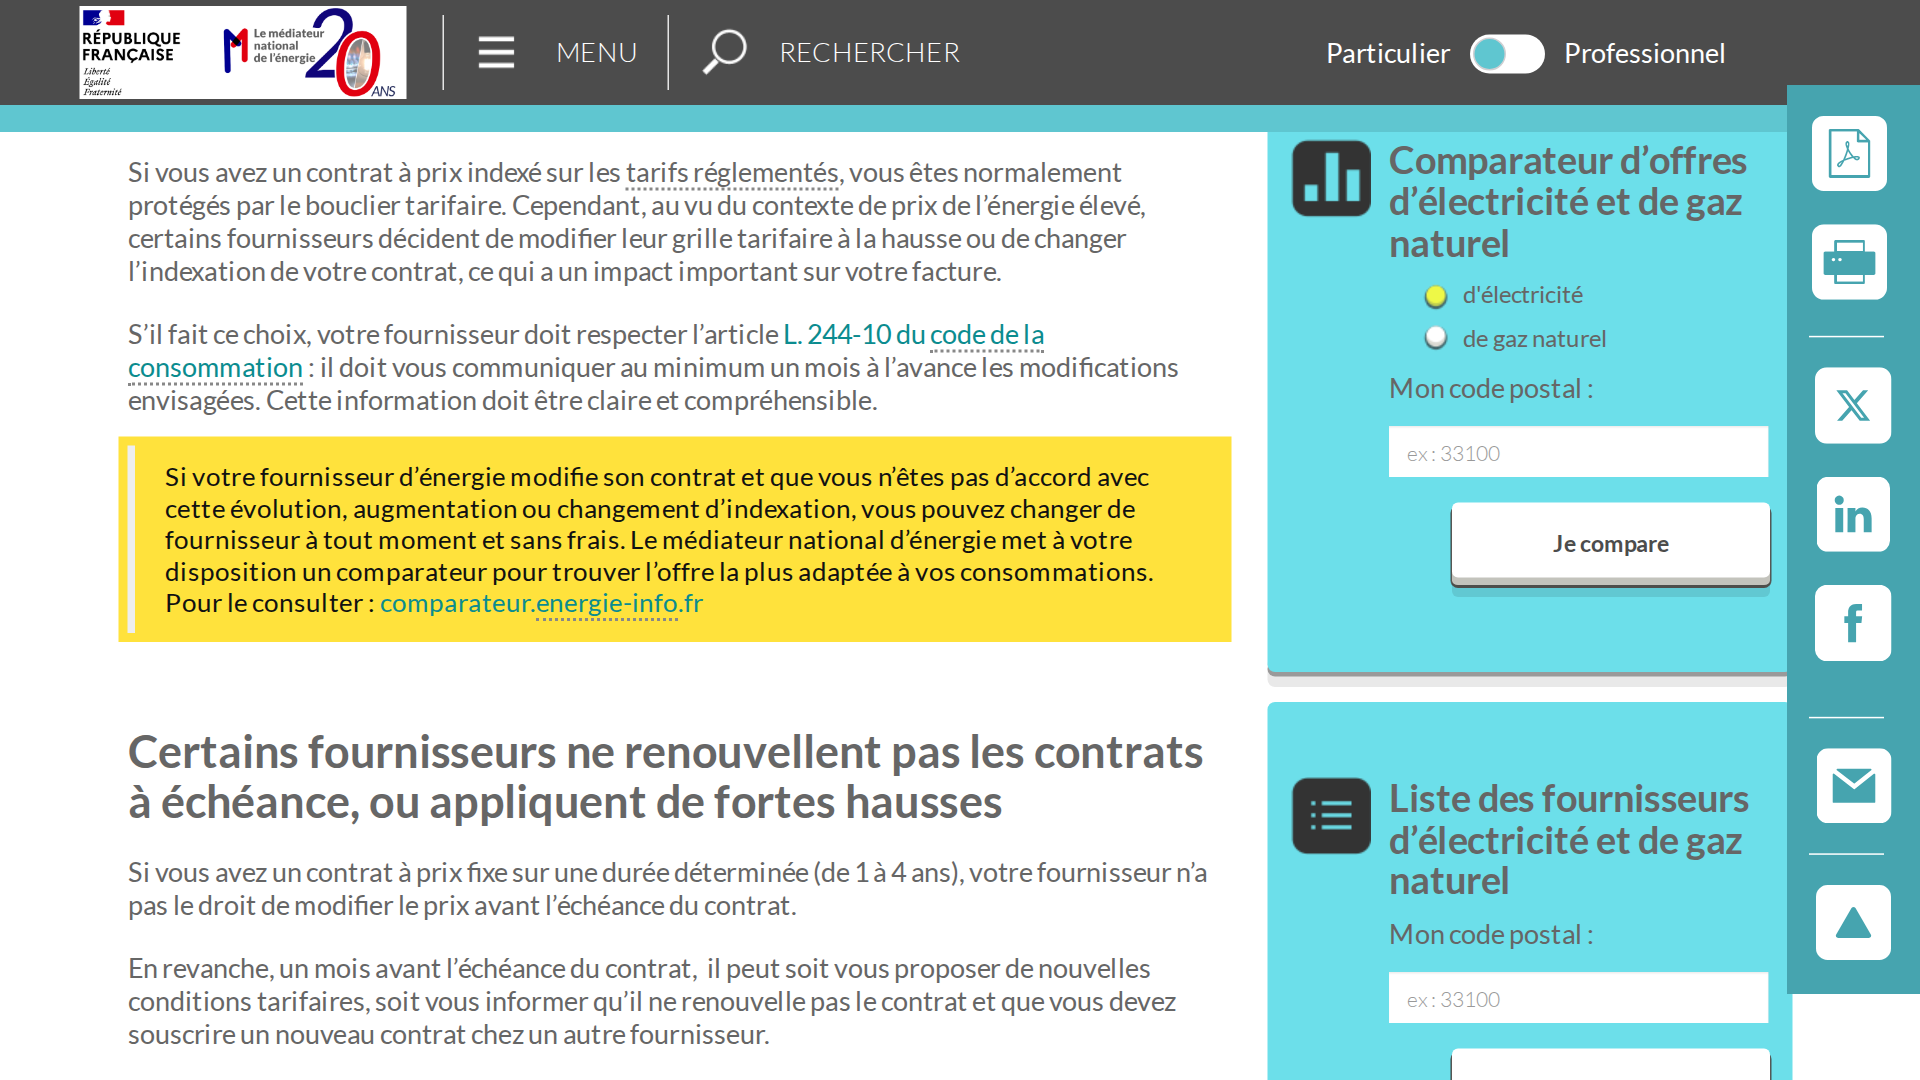 RÉPUBLIQUE
FRANÇAISE
Liberté
Égalité
Fraternité
Le médiateur
national
de l'énergie
20
ANS
MENU
RECHERCHER
Particulier
Professionnel
Si vous avez un contrat à prix indexé sur les tarifs réglementés, vous êtes normalement
protégés par le bouclier tarifaire. Cependant, au vu du contexte de prix de l’énergie élevé,
certains fournisseurs décident de modifier leur grille tarifaire à la hausse ou de changer
l’indexation de votre contrat, ce qui a un impact important sur votre facture.
S’il fait ce choix, votre fournisseur doit respecter l’article L. 244-10 du code de la
consommation : il doit vous communiquer au minimum un mois à l’avance les modifications
envisagées. Cette information doit être claire et compréhensible.
Si votre fournisseur d’énergie modifie son contrat et que vous n’êtes pas d’accord avec
cette évolution, augmentation ou changement d’indexation, vous pouvez changer de
fournisseur à tout moment et sans frais. Le médiateur national d’énergie met à votre
disposition un comparateur pour trouver l’offre la plus adaptée à vos consommations.
Pour le consulter : comparateur.energie-info.fr
Certains fournisseurs ne renouvellent pas les contrats
à échéance, ou appliquent de fortes hausses
Si vous avez un contrat à prix fixe sur une durée déterminée (de 1 à 4 ans), votre fournisseur n’a
pas le droit de modifier le prix avant l’échéance du contrat.
En revanche, un mois avant l’échéance du contrat, il peut soit vous proposer de nouvelles
conditions tarifaires, soit vous informer qu’il ne renouvelle pas le contrat et que vous devez
souscrire un nouveau contrat chez un autre fournisseur.
Comparateur d’offres
d’électricité et de gaz
naturel
d'électricité
de gaz naturel
Mon code postal :
ex : 33100
Je compare
Liste des fournisseurs
d’électricité et de gaz
naturel
Mon code postal :
ex : 33100